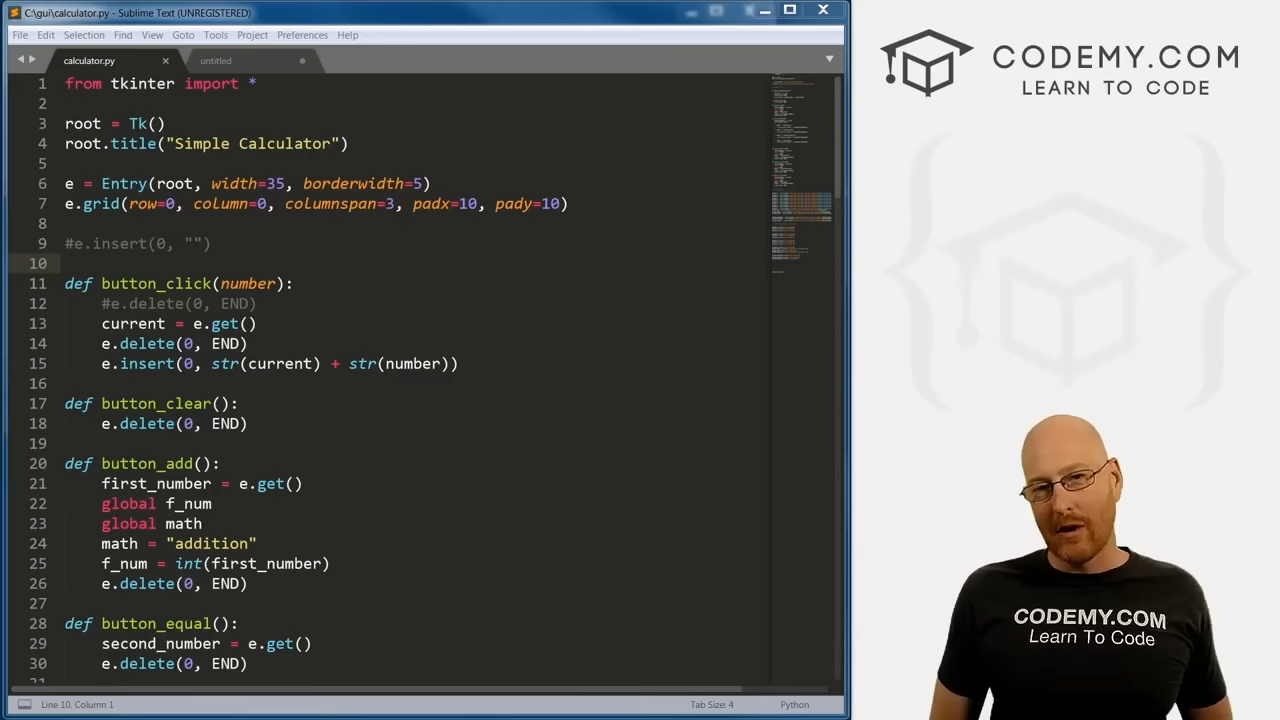 C:\gui\calculator.py - Sublime Text (UNREGISTERED)
File Edit Selection Find View Goto Tools Project Preferences Help
calculator.py untitled
1 from tkinter import *
2
3 root = Tk()
4 root.title("Simple Calculator")
5
6 e = Entry(root, width=35, borderwidth=5)
7 e.grid(row=0, column=0, columnspan=3, padx=10, pady=10)
9 #e.insert(0, "")
10
11 def button_click(number):
12 #e.delete(0, END)
13 current = e.get()
14 e.delete(0, END)
15 e.insert(0, str(current) + str(number))
16
17 def button_clear():
18 e.delete(0, END)
19
20 def button_add():
21 first_number = e.get()
22 global f_num
23 global math
24 math = "addition"
25 f_num = int(first_number)
26 e.delete(0, END)
27
28 def button_equal():
29 second_number = e.get()
30 e.delete(0, END)
Line 10, Column 1 Tab Size: 4 Python
CODEMY.COM
LEARN TO CODE
CODEMY.COM
Learn To Code